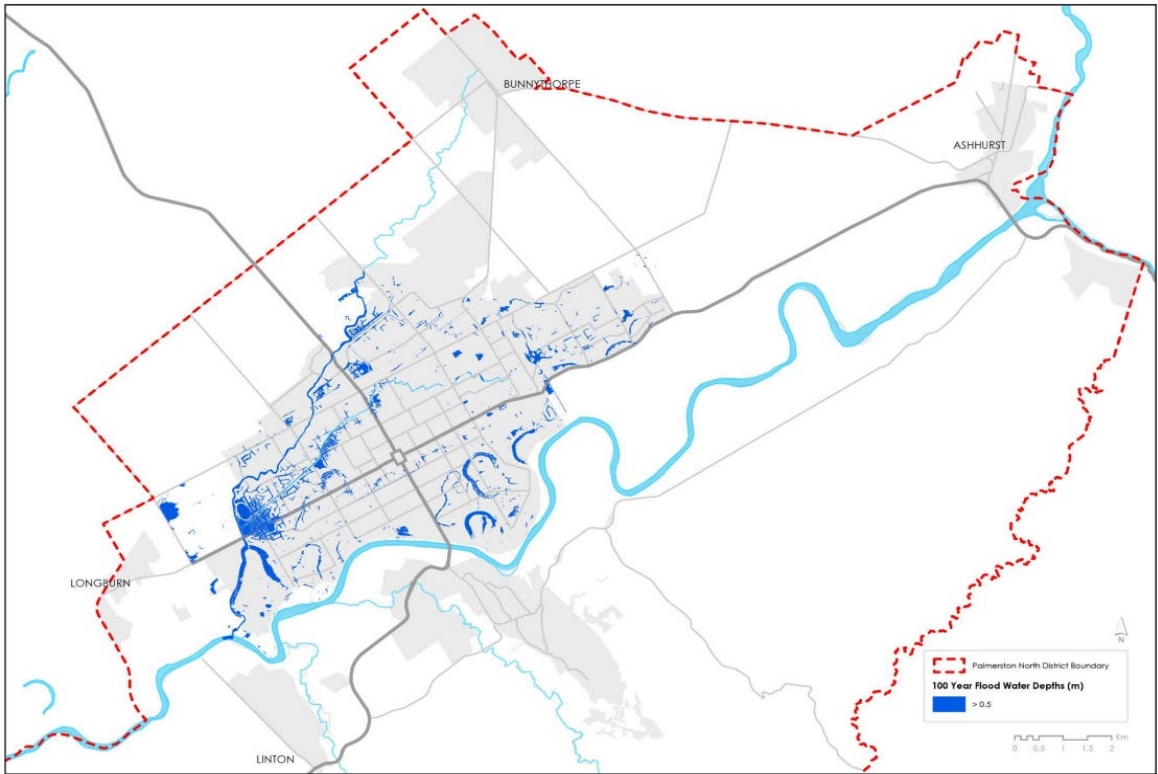 BUNNYTHORPE
ASHHURST
LONGBURN
LINTON
N
Palmerston North District Boundary
100 Year Flood Water Depths (m)
> 0.5
Km
0 0.5 1 1.5 2